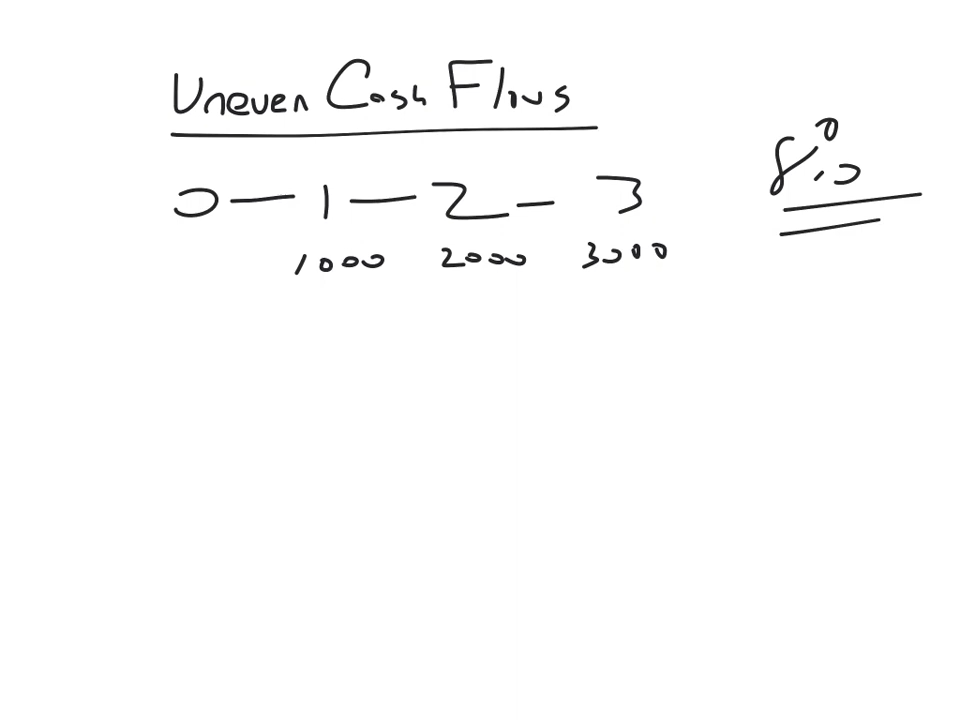 Uneven Cash Flows
0 — 1 — 2 — 3
1000 2000 3000
8%